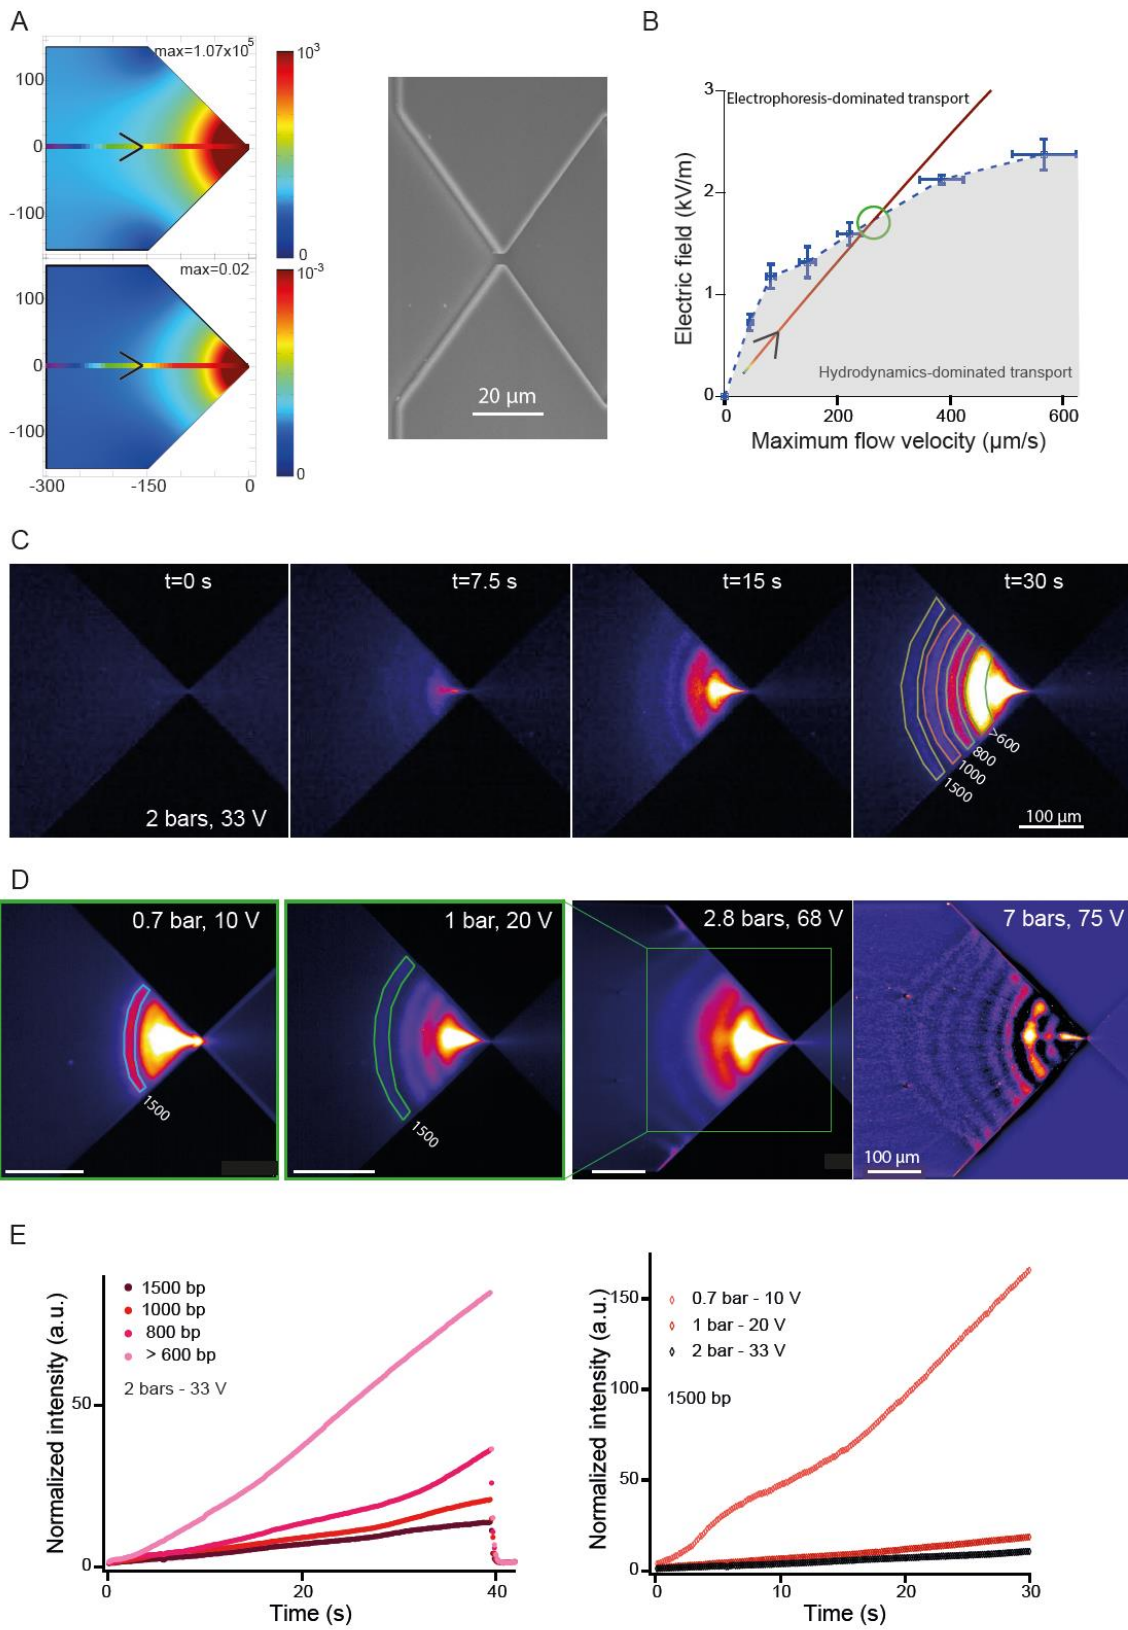 A
max=1.07x10^5
10^3
100
0
-100
0
max=0.02
10^-3
100
0
-100
0
-300 -150 0
20 µm
B
3
2
1
0
Electric field (kV/m)
Electrophoresis-dominated transport
Hydrodynamics-dominated transport
0 200 400 600
Maximum flow velocity (µm/s)
C
t=0 s
2 bars, 33 V
t=7.5 s
t=15 s
t=30 s
>600
800
1000
1500
100 µm
D
0.7 bar, 10 V
1500
1 bar, 20 V
1500
2.8 bars, 68 V
7 bars, 75 V
100 µm
E
Normalized intensity (a.u.)
50
0
1500 bp
1000 bp
800 bp
> 600 bp
2 bars - 33 V
0 20 40
Time (s)
Normalized intensity (a.u.)
150
100
50
0
0.7 bar - 10 V
1 bar - 20 V
2 bar - 33 V
1500 bp
0 10 20 30
Time (s)